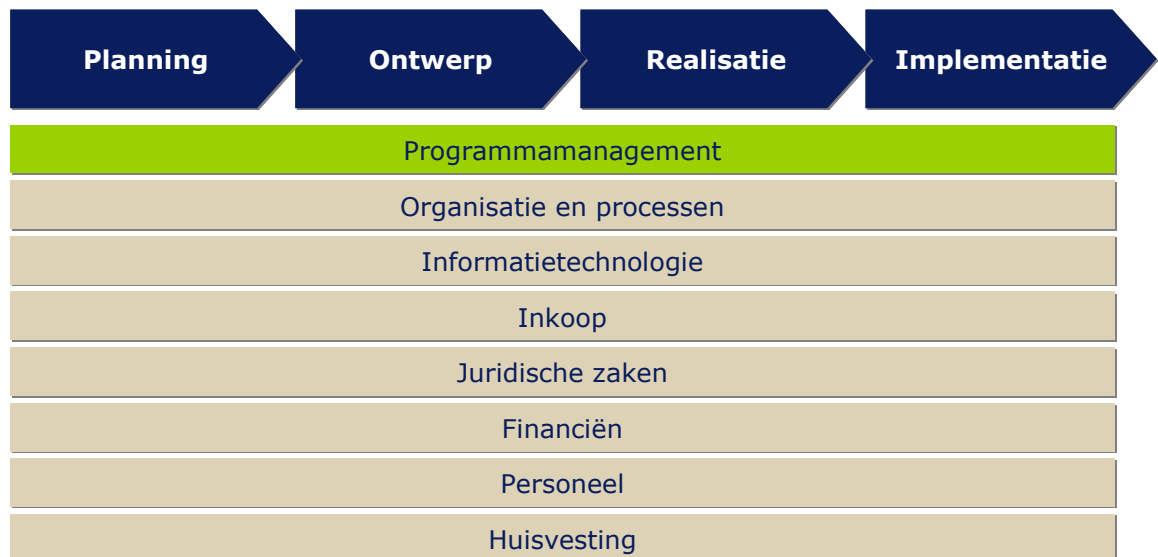 Planning Ontwerp Realisatie Implementatie
Programmamanagement
Organisatie en processen
Informatietechnologie
Inkoop
Juridische zaken
Financiën
Personeel
Huisvesting